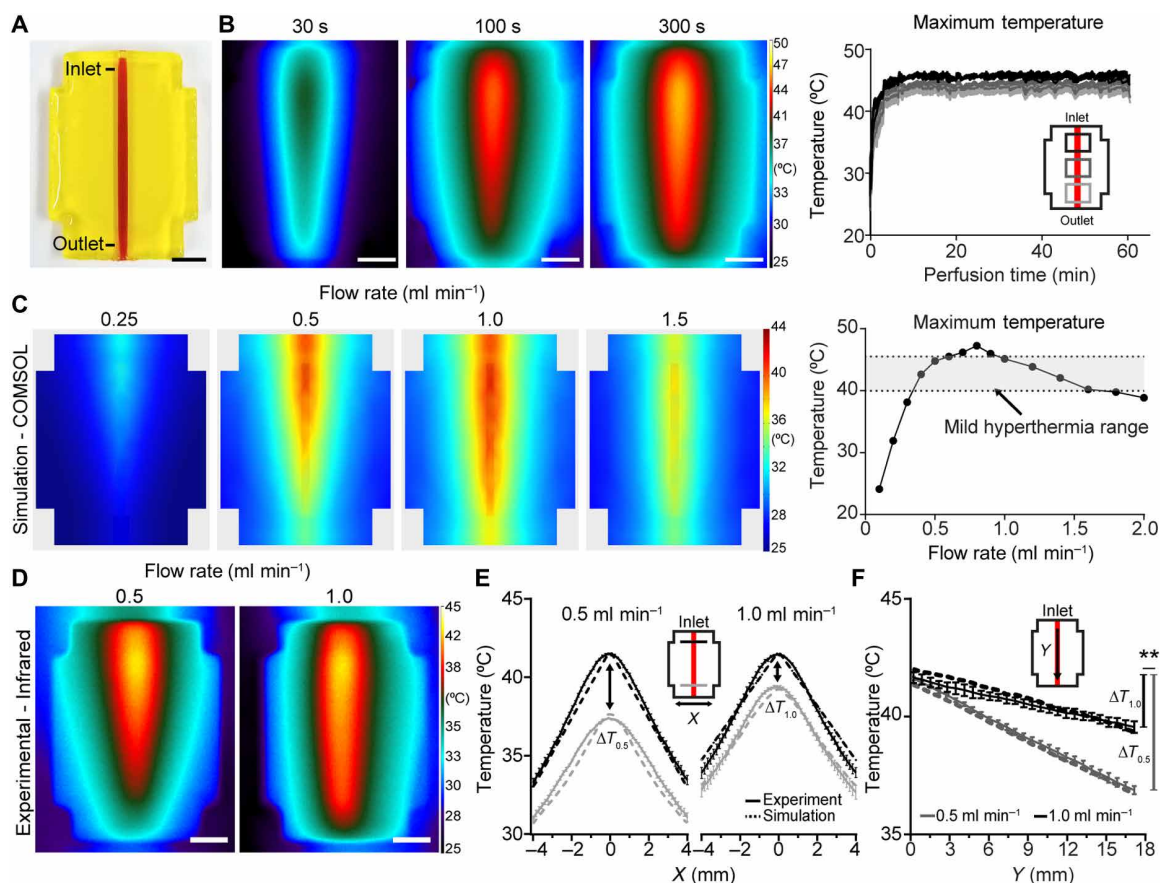 A
Inlet
Outlet
B
30 s
100 s
300 s
50
47
44
41
37
(ºC)
33
30
25
Maximum temperature
Temperature (ºC)
50
40
30
20
0
20
40
60
Perfusion time (min)
Inlet
Outlet
C
Flow rate (ml min⁻¹)
0.25
0.5
1.0
1.5
Simulation - COMSOL
44
40
36
(ºC)
32
28
25
Maximum temperature
Temperature (ºC)
50
40
30
20
0
0.5
1.0
1.5
2.0
Flow rate (ml min⁻¹)
Mild hyperthermia range
D
Flow rate (ml min⁻¹)
0.5
1.0
Experimental - Infrared
45
42
38
(ºC)
35
33
30
28
25
E
0.5 ml min⁻¹
1.0 ml min⁻¹
Inlet
X
ΔT0.5
ΔT1.0
Temperature (ºC)
45
40
35
30
Experiment
Simulation
−4
−2
0
2
4
−4
−2
0
2
4
X (mm)
F
Inlet
Y
**
ΔT1.0
ΔT0.5
Temperature (ºC)
45
40
35
0.5 ml min⁻¹
1.0 ml min⁻¹
0
3
6
9
12
15
18
Y (mm)